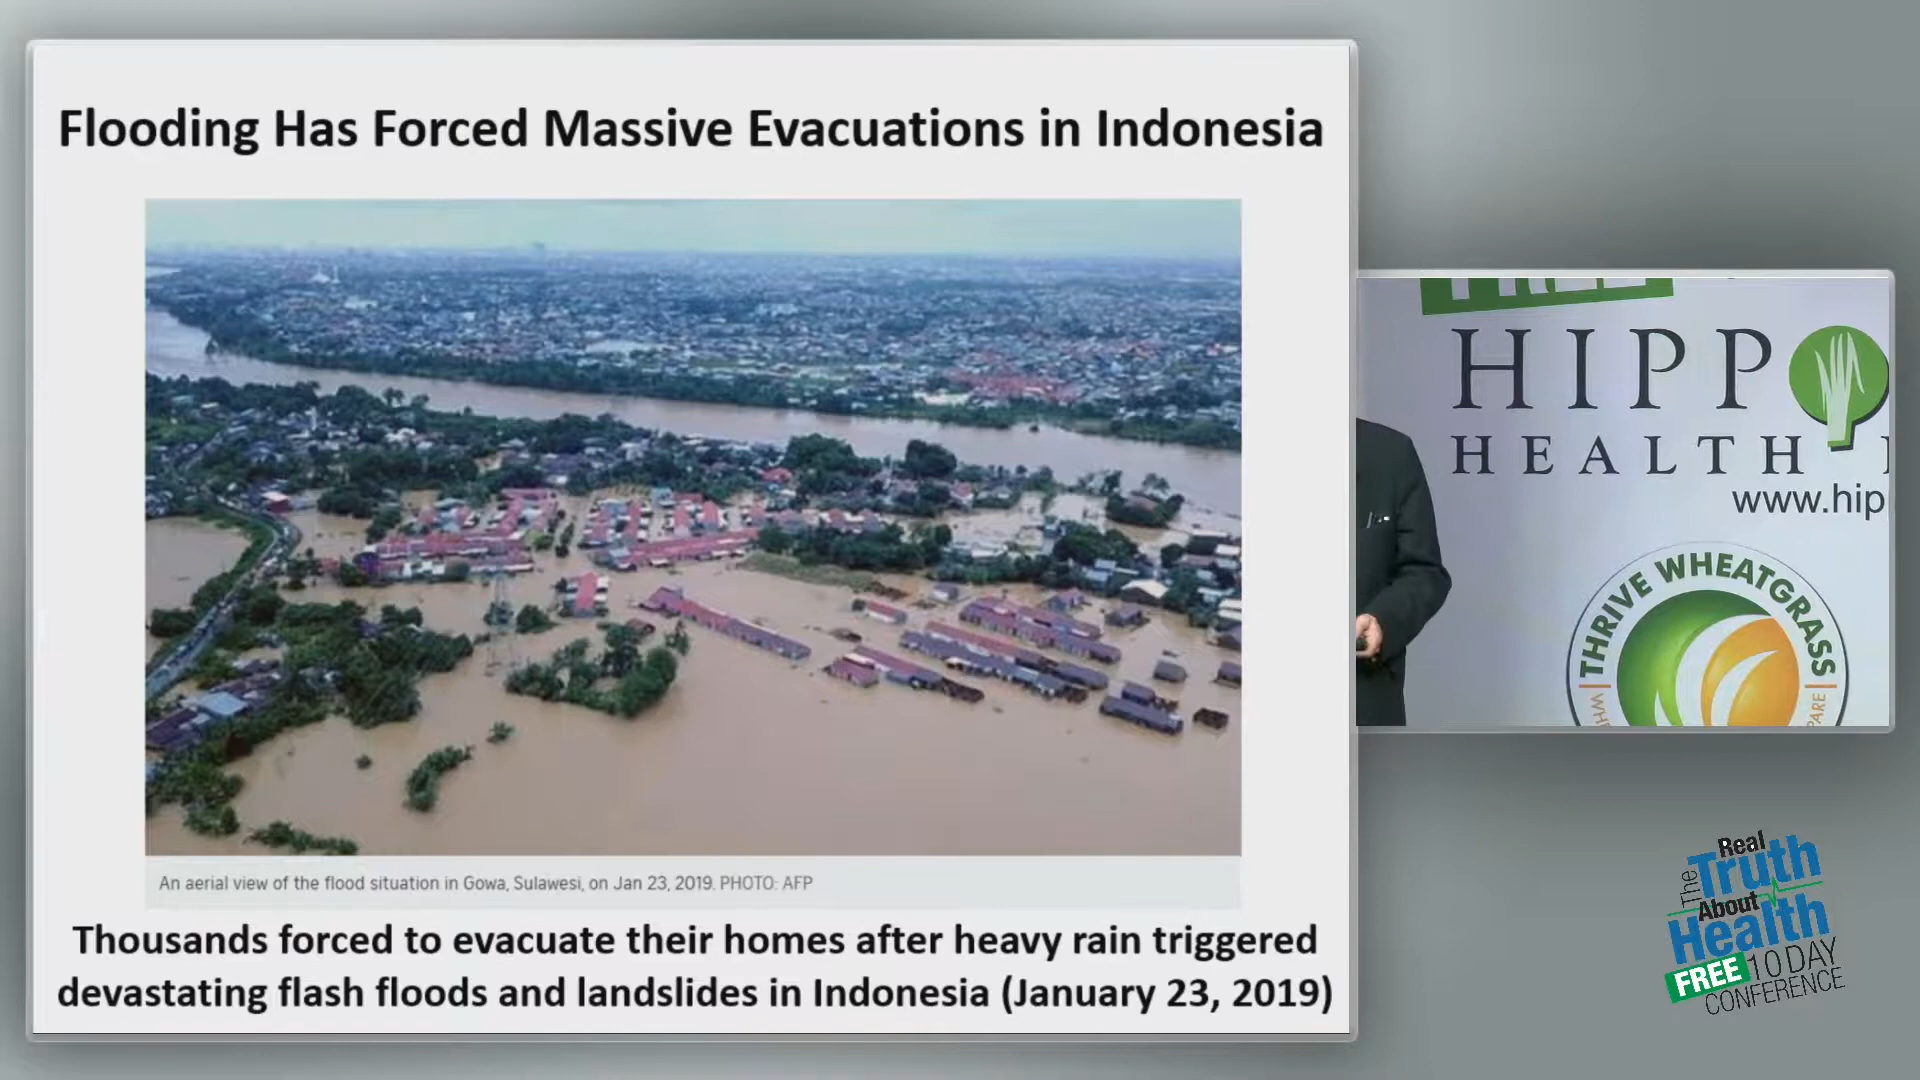 Flooding Has Forced Massive Evacuations in Indonesia
An aerial view of the flood situation in Gowa, Sulawesi, on Jan 23, 2019. PHOTO: AFP
Thousands forced to evacuate their homes after heavy rain triggered
devastating flash floods and landslides in Indonesia (January 23, 2019)
HIPP
HEALTH
www.hip
THRIVE WHEATGRASS
The Real
Truth
About
Health
FREE 10 DAY
CONFERENCE